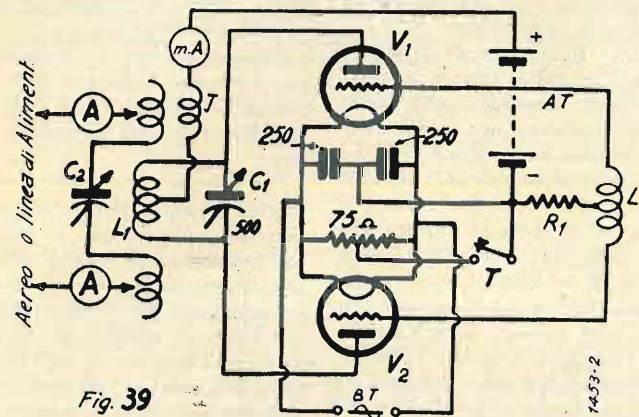 m.A
V1
+
AT
-
A
J
250
250
C2
L1
C1
500
75 Ω
R1
L
T
A
V2
BT
Aereo o linea di Aliment.
Fig. 39
1453-2